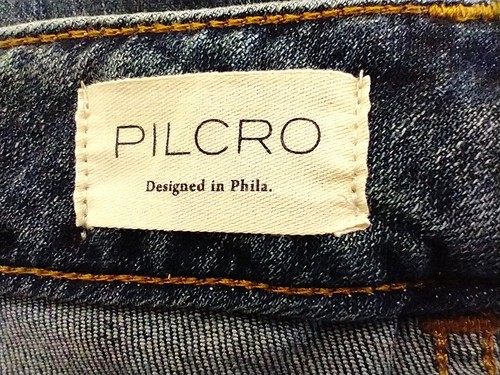 PILCRO
Designed in Phila.